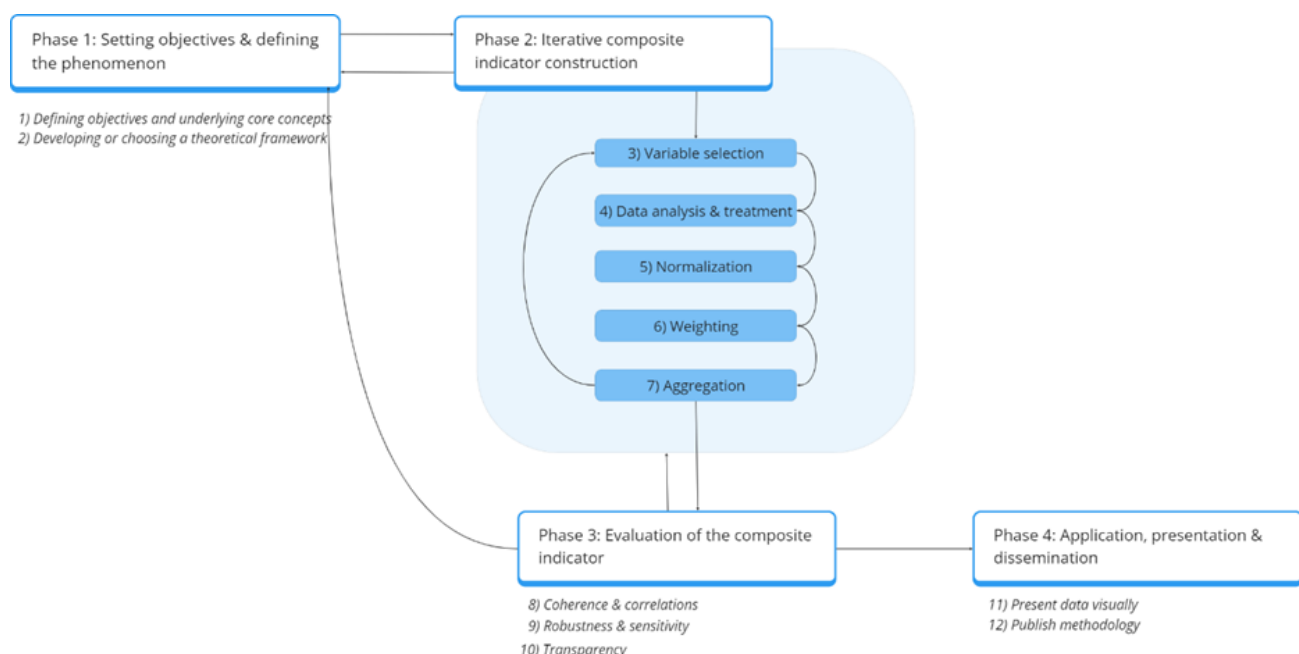 Phase 1: Setting objectives & defining
the phenomenon
1) Defining objectives and underlying core concepts
2) Developing or choosing a theoretical framework
Phase 2: Iterative composite
indicator construction
3) Variable selection
4) Data analysis & treatment
5) Normalization
6) Weighting
7) Aggregation
Phase 3: Evaluation of the composite
indicator
8) Coherence & correlations
9) Robustness & sensitivity
10) Transparency
Phase 4: Application, presentation &
dissemination
11) Present data visually
12) Publish methodology